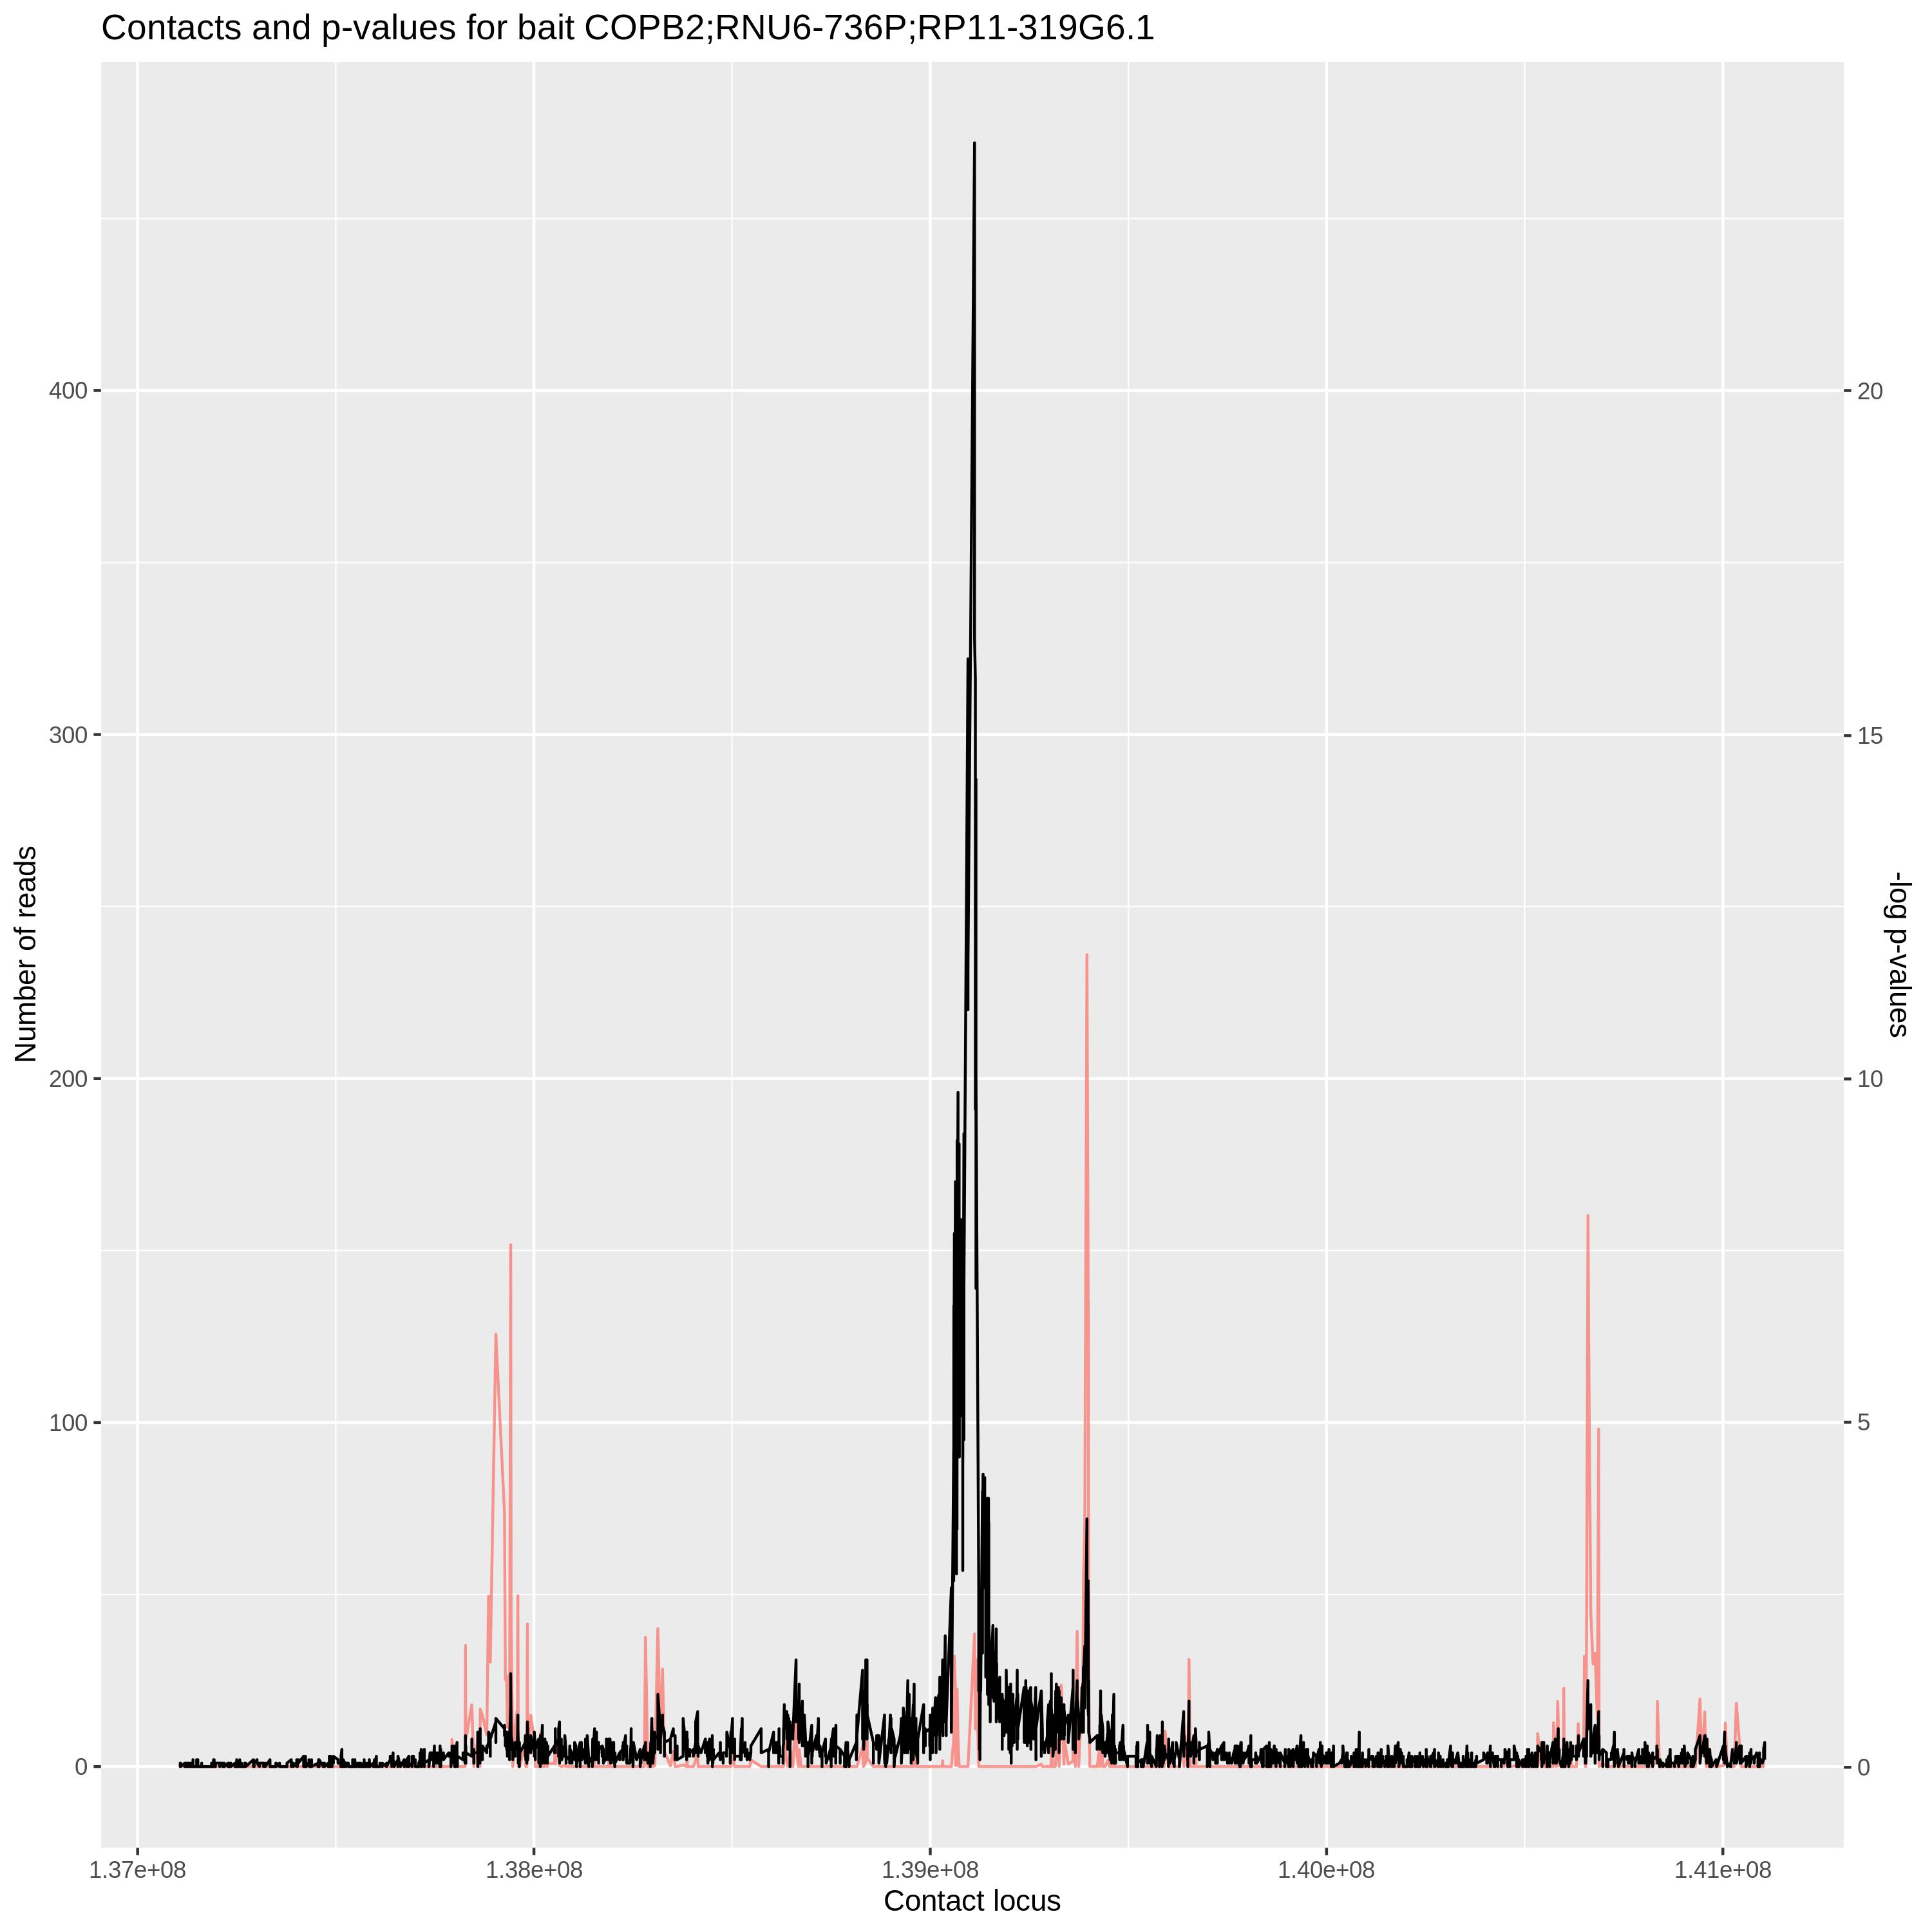 Contacts and p-values for bait COPB2;RNU6-736P;RP11-319G6.1
400
300
200
100
0
20
15
10
5
0
Number of reads
-log p-values
1.37e+08 1.38e+08 1.39e+08 1.40e+08 1.41e+08
Contact locus